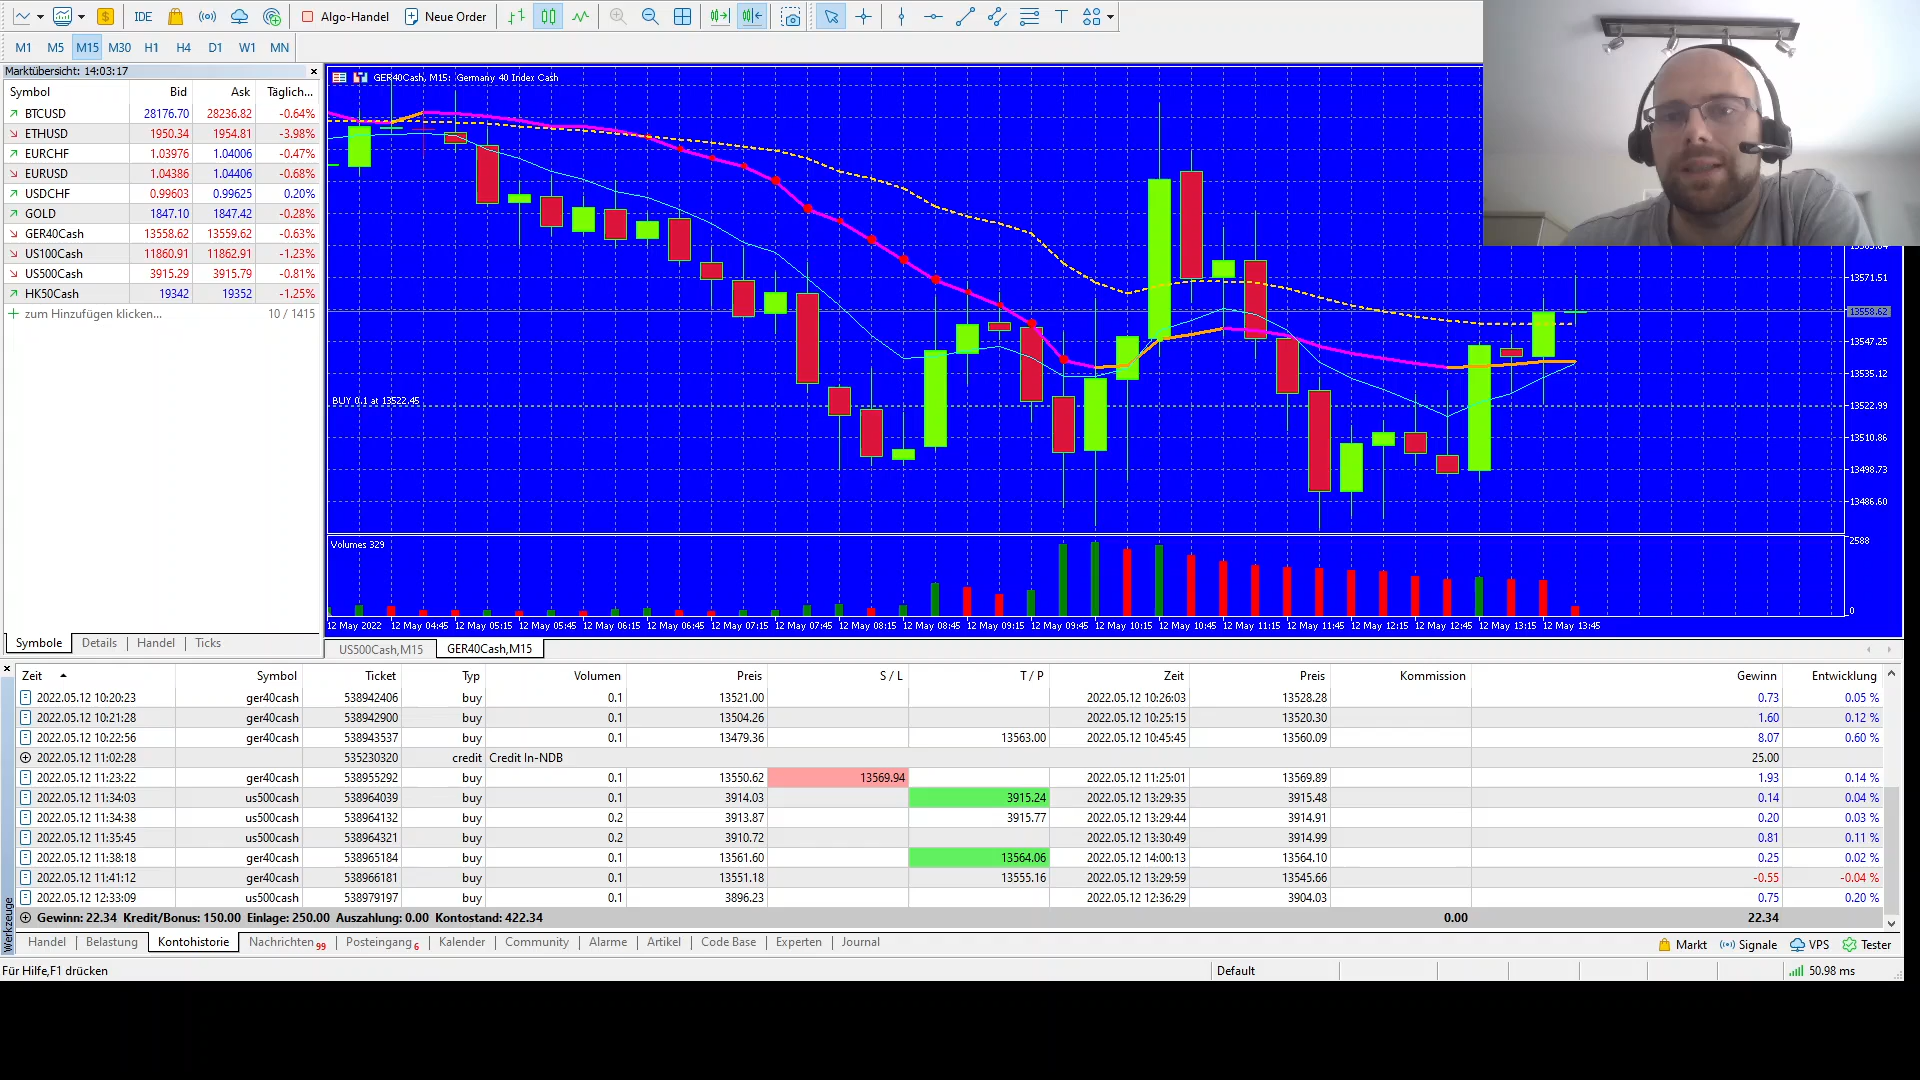 IDE Algo-Handel Neue Order
M1 M5 M15 M30 H1 H4 D1 W1 MN
Marktübersicht: 14:03:17
Symbol Bid Ask Täglich...
BTCUSD 28176.70 28236.82 -0.64%
ETHUSD 1950.34 1954.81 -3.98%
EURCHF 1.03976 1.04006 -0.47%
EURUSD 1.04386 1.04406 -0.68%
USDCHF 0.99603 0.99625 0.20%
GOLD 1847.10 1847.42 -0.28%
GER40Cash 13558.62 13559.62 -0.63%
US100Cash 11860.91 11862.91 -1.23%
US500Cash 3915.29 3915.79 -0.81%
HK50Cash 19342 19352 -1.25%
zum Hinzufügen klicken... 10 / 1415
Symbole Details Handel Ticks
GER40Cash, M15: Germany 40 Index Cash
BUY 0.1 at 13522.45
13571.51
13558.62
13547.25
13535.12
13522.99
13510.86
13498.73
13486.60
Volumes 329
2588
0
12 May 2022 12 May 04:45 12 May 05:15 12 May 05:45 12 May 06:15 12 May 06:45 12 May 07:15 12 May 07:45 12 May 08:15 12 May 08:45 12 May 09:15 12 May 09:45 12 May 10:15 12 May 10:45 12 May 11:15 12 May 11:45 12 May 12:15 12 May 12:45 12 May 13:15 12 May 13:45
US500Cash,M15 GER40Cash,M15
Zeit Symbol Ticket Typ Volumen Preis S / L T / P Zeit Preis Kommission Gewinn Entwicklung
2022.05.12 10:20:23 ger40cash 538942406 buy 0.1 13521.00 2022.05.12 10:26:03 13528.28 0.73 0.05 %
2022.05.12 10:21:28 ger40cash 538942900 buy 0.1 13504.26 2022.05.12 10:25:15 13520.30 1.60 0.12 %
2022.05.12 10:22:56 ger40cash 538943537 buy 0.1 13479.36 13563.00 2022.05.12 10:45:45 13560.09 8.07 0.60 %
2022.05.12 11:02:28 535230320 credit Credit In-NDB 25.00
2022.05.12 11:23:22 ger40cash 538955292 buy 0.1 13550.62 13569.94 2022.05.12 11:25:01 13569.89 1.93 0.14 %
2022.05.12 11:34:03 us500cash 538964039 buy 0.1 3914.03 3915.24 2022.05.12 13:29:35 3915.48 0.14 0.04 %
2022.05.12 11:34:38 us500cash 538964132 buy 0.2 3913.87 3915.77 2022.05.12 13:29:44 3914.91 0.20 0.03 %
2022.05.12 11:35:45 us500cash 538964321 buy 0.2 3910.72 2022.05.12 13:30:49 3914.99 0.81 0.11 %
2022.05.12 11:38:18 ger40cash 538965184 buy 0.1 13561.60 13564.06 2022.05.12 14:00:13 13564.10 0.25 0.02 %
2022.05.12 11:41:12 ger40cash 538966181 buy 0.1 13551.18 13555.16 2022.05.12 13:29:59 13545.66 -0.55 -0.04 %
2022.05.12 12:33:09 us500cash 538979197 buy 0.1 3896.23 2022.05.12 12:36:29 3904.03 0.75 0.20 %
Gewinn: 22.34 Kredit/Bonus: 150.00 Einlage: 250.00 Auszahlung: 0.00 Kontostand: 422.34 0.00 22.34
Werkzeuge
Handel Belastung Kontohistorie Nachrichten 99 Posteingang 6 Kalender Community Alarme Artikel Code Base Experten Journal Markt Signale VPS Tester
Für Hilfe,F1 drücken Default 50.98 ms